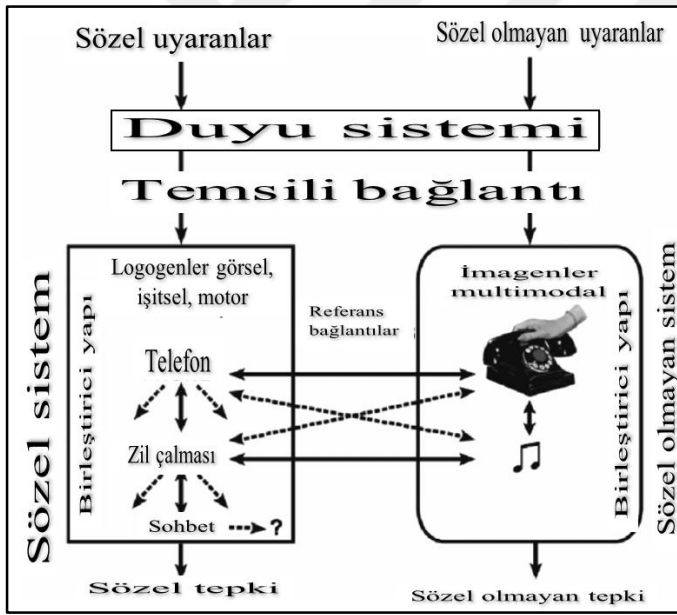 Sözel uyaranlar
Sözel olmayan uyaranlar
Duyu sistemi
Temsili bağlantı
Sözel sistem
Birleştirici yapı
Logogenler görsel,
işitsel, motor
Telefon
Zil çalması
Sohbet
?
Referans
bağlantılar
İmagenler
multimodal
Birleştirici yapı
Sözel olmayan sistem
Sözel tepki
Sözel olmayan tepki